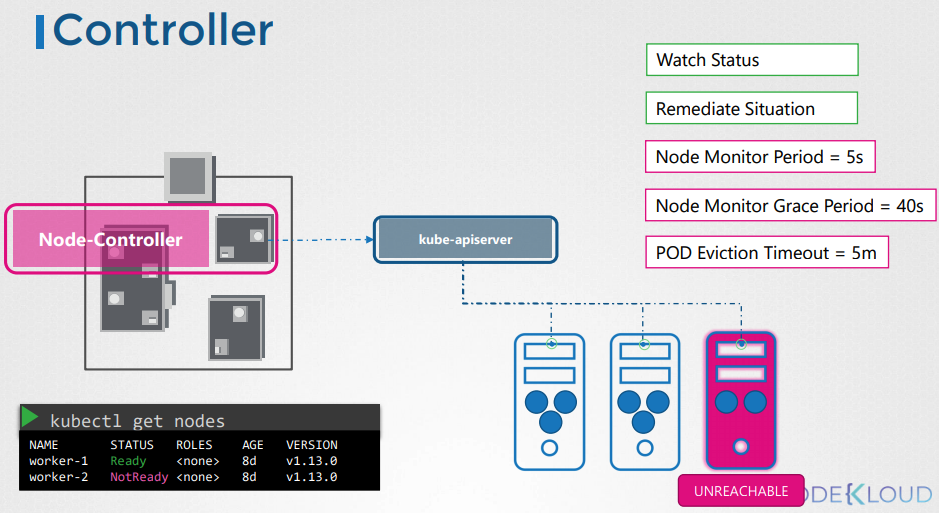 Controller
Watch Status
Remediate Situation
Node Monitor Period = 5s
Node Monitor Grace Period = 40s
POD Eviction Timeout = 5m
Node-Controller
kube-apiserver
kubectl get nodes
NAME STATUS ROLES AGE VERSION
worker-1 Ready <none> 8d v1.13.0
worker-2 NotReady <none> 8d v1.13.0
UNREACHABLE